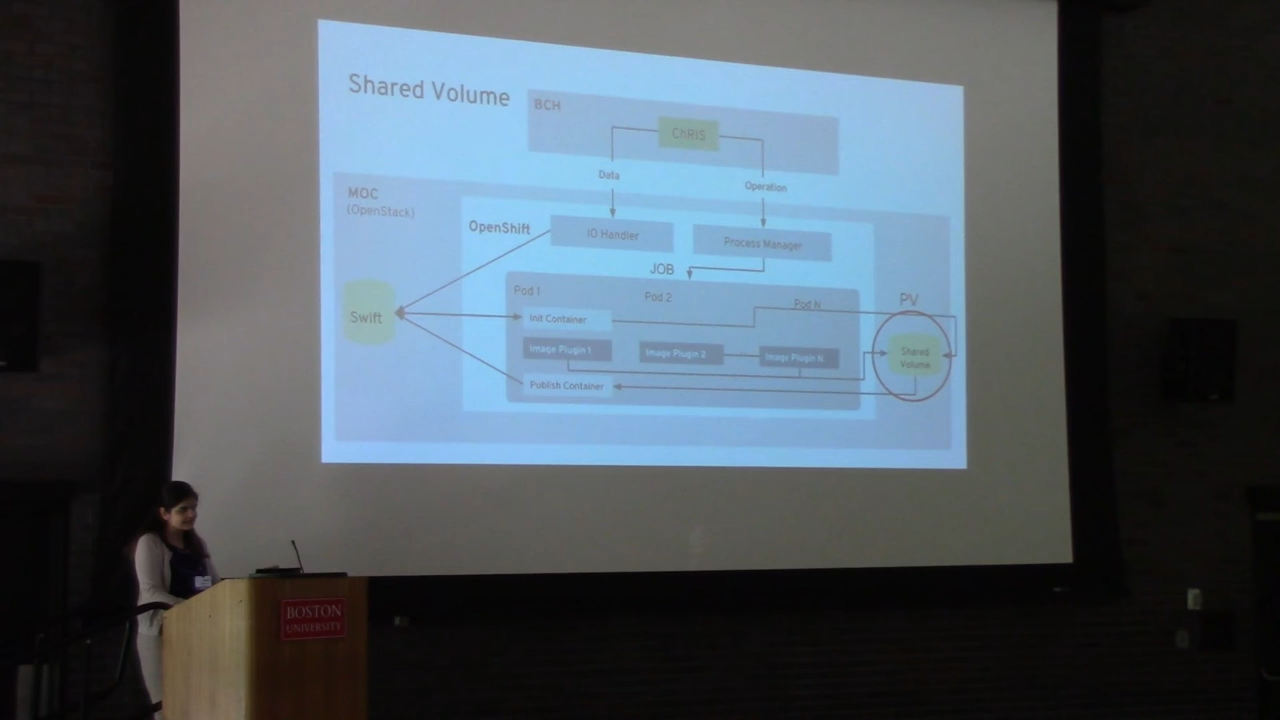 Shared Volume
BCH
ChRIS
Data
Operation
MOC
(OpenStack)
OpenShift
IO Handler
Process Manager
JOB
Pod 1
Pod 2
Pod N
PV
Swift
Init Container
Image Plugin 1
Image Plugin 2
Image Plugin N
Shared
Volume
Publish Container
BOSTON
UNIVERSITY